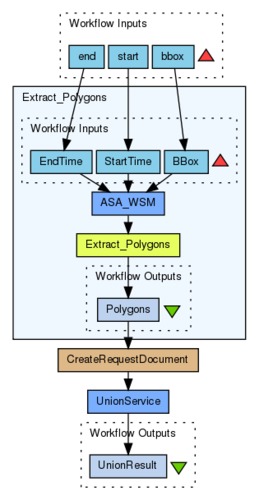 Workflow Inputs
end start bbox
Extract_Polygons
Workflow Inputs
EndTime StartTime BBox
ASA_WSM
Extract_Polygons
Workflow Outputs
Polygons
CreateRequestDocument
UnionService
Workflow Outputs
UnionResult